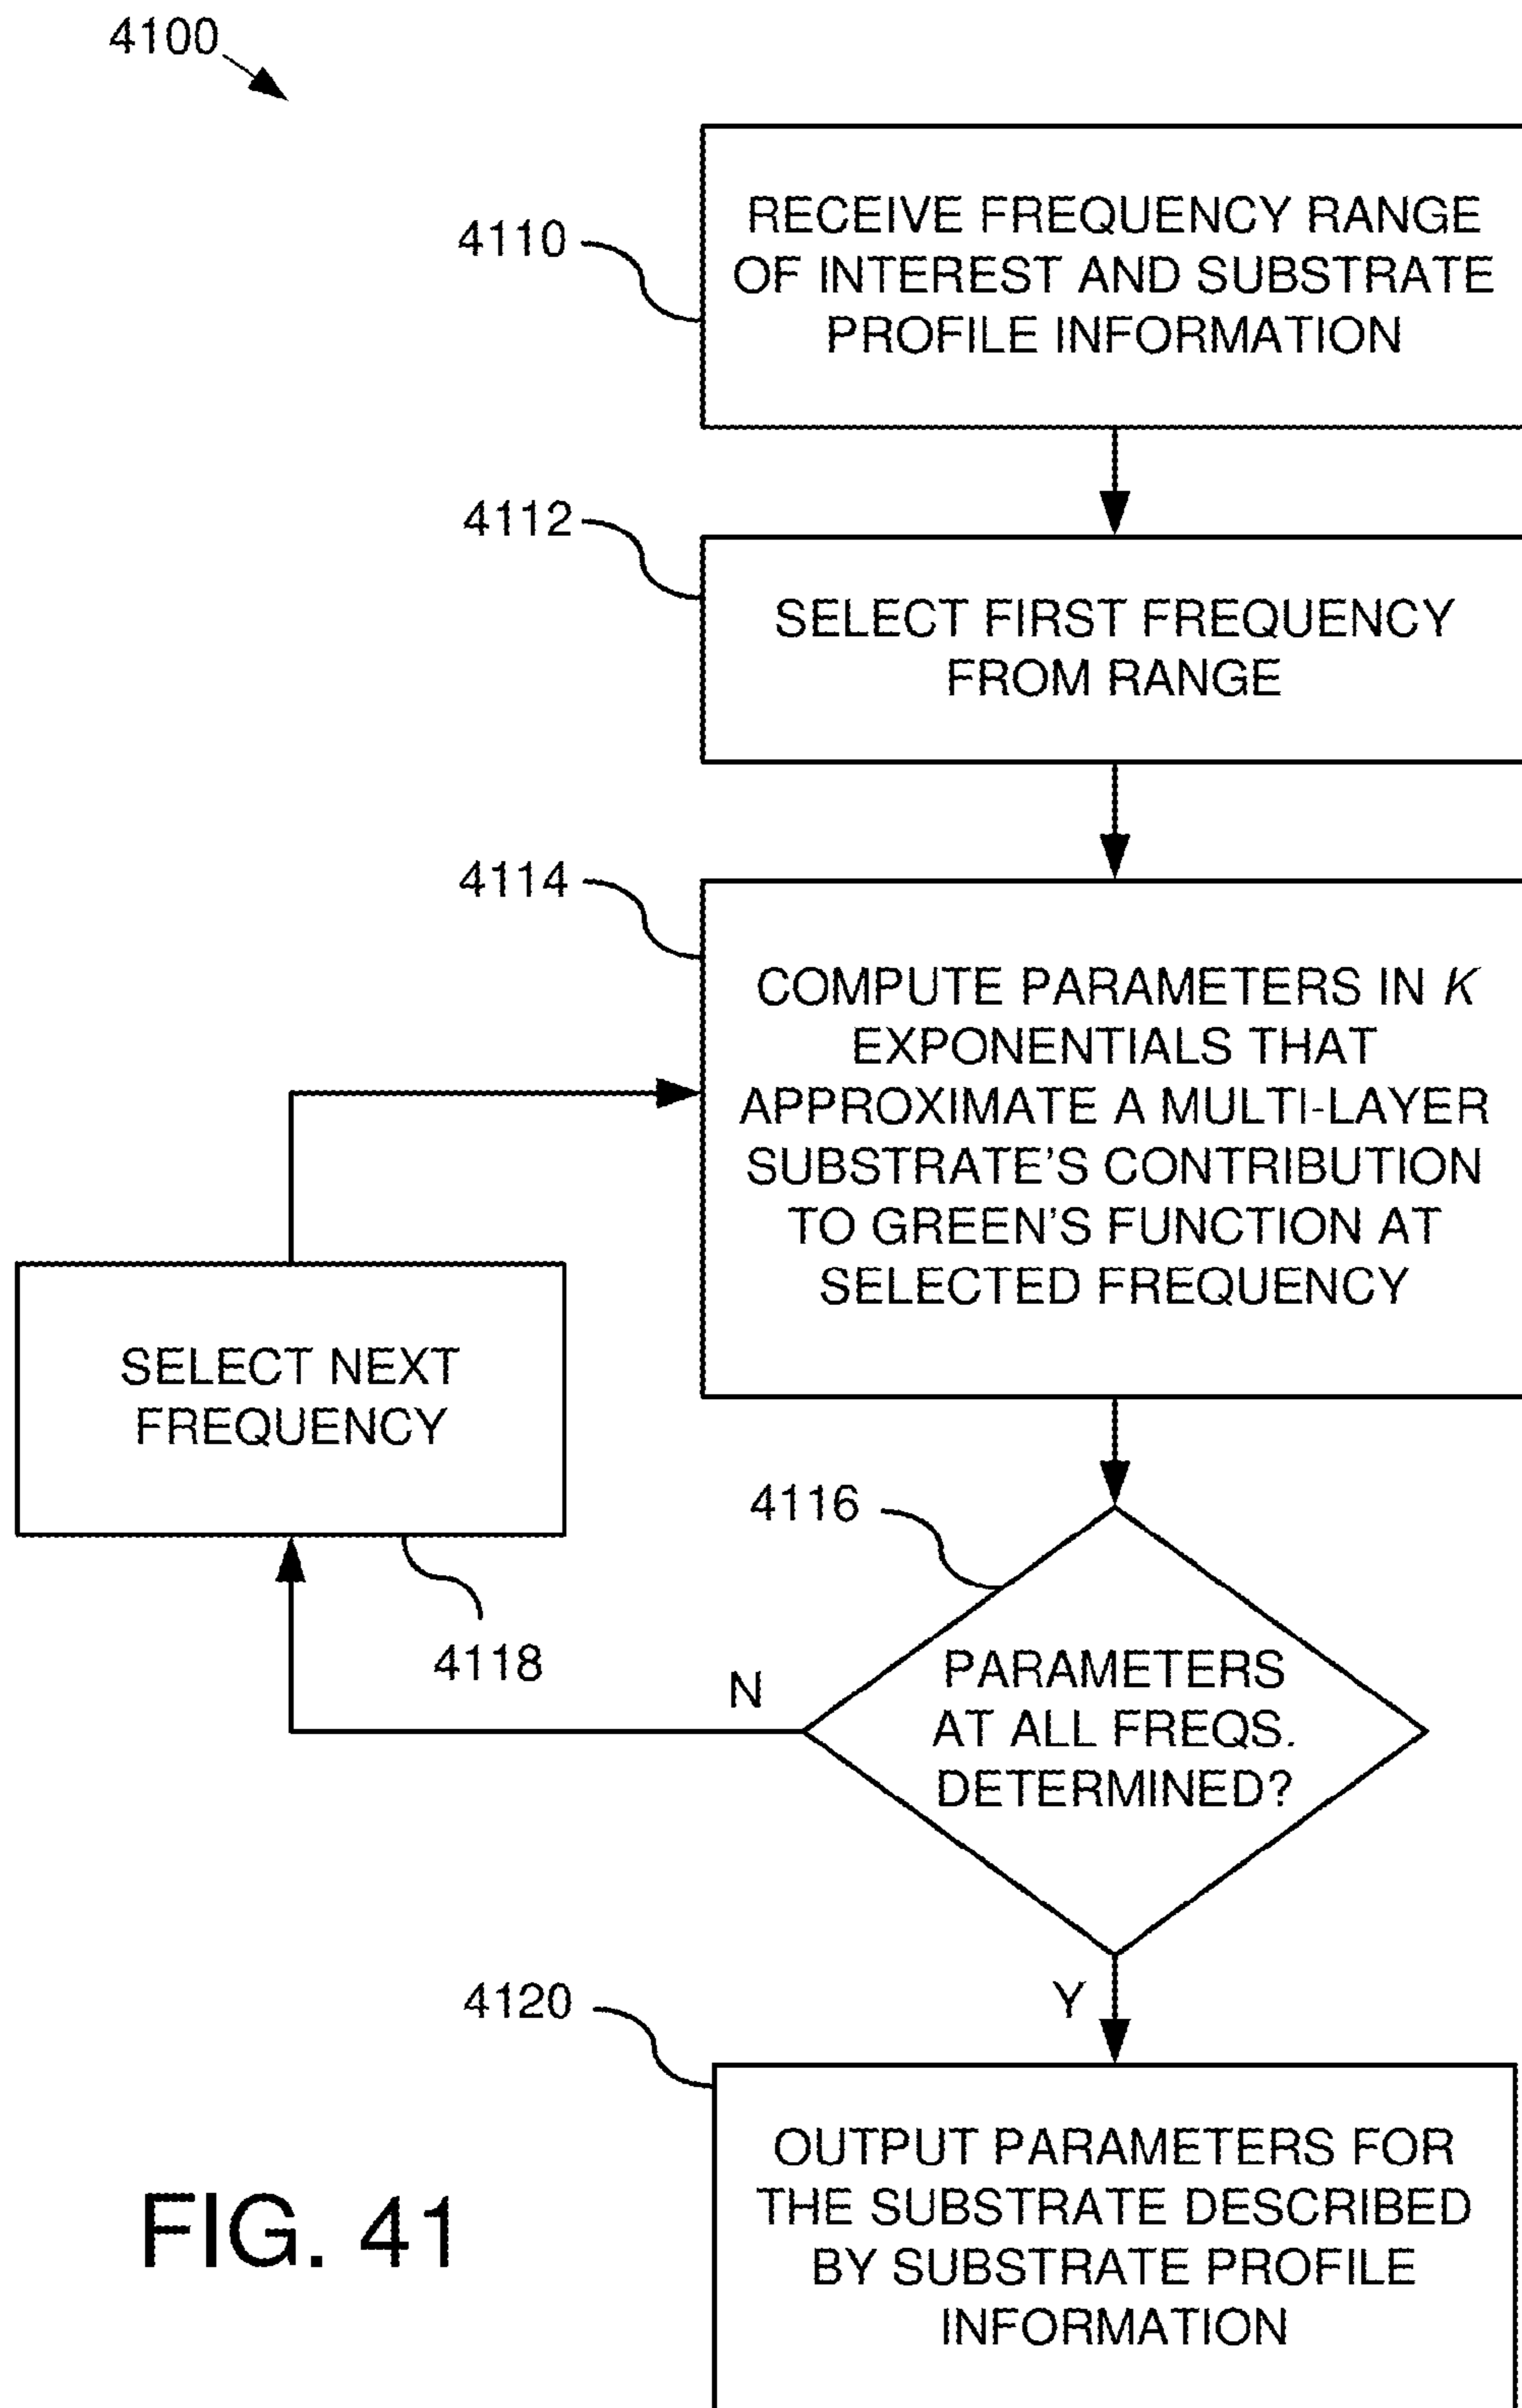 4100
4110
RECEIVE FREQUENCY RANGE
OF INTEREST AND SUBSTRATE
PROFILE INFORMATION
4112
SELECT FIRST FREQUENCY
FROM RANGE
4114
COMPUTE PARAMETERS IN K
EXPONENTIALS THAT
APPROXIMATE A MULTI-LAYER
SUBSTRATE'S CONTRIBUTION
TO GREEN'S FUNCTION AT
SELECTED FREQUENCY
SELECT NEXT
FREQUENCY
4118
4116
PARAMETERS
AT ALL FREQS.
DETERMINED?
N
Y
4120
OUTPUT PARAMETERS FOR
THE SUBSTRATE DESCRIBED
BY SUBSTRATE PROFILE
INFORMATION
FIG. 41